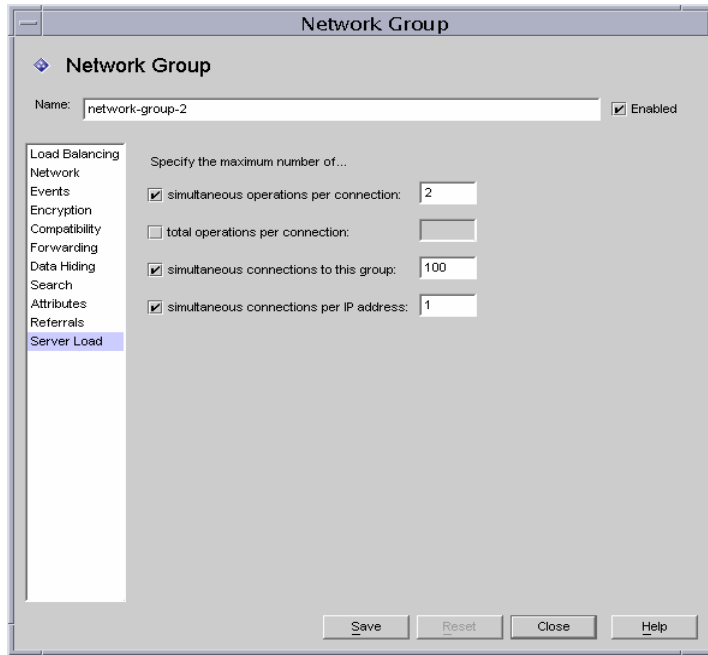 Network Group
Network Group
Name: network-group-2 Enabled
Load Balancing
Network
Events
Encryption
Compatibility
Forwarding
Data Hiding
Search
Attributes
Referrals
Server Load
Specify the maximum number of...
simultaneous operations per connection: 2
total operations per connection:
simultaneous connections to this group: 100
simultaneous connections per IP address: 1
Save Reset Close Help